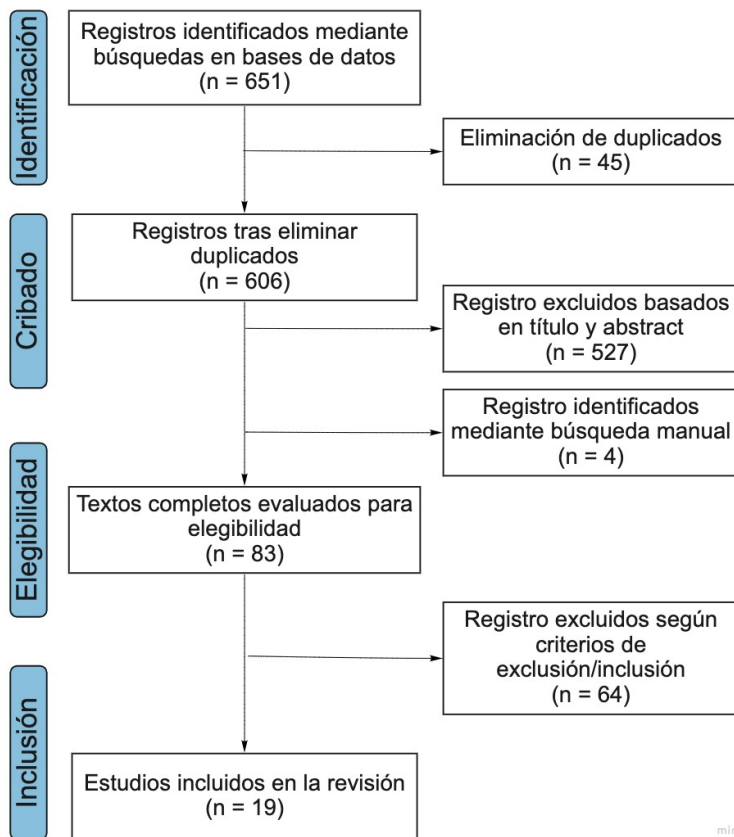 Identificación
Registros identificados mediante
búsquedas en bases de datos
(n = 651)
Eliminación de duplicados
(n = 45)
Cribado
Registros tras eliminar
duplicados
(n = 606)
Registro excluidos basados
en título y abstract
(n = 527)
Registro identificados
mediante búsqueda manual
(n = 4)
Elegibilidad
Textos completos evaluados para
elegibilidad
(n = 83)
Registro excluidos según
criterios de
exclusión/inclusión
(n = 64)
Inclusión
Estudios incluidos en la revisión
(n = 19)